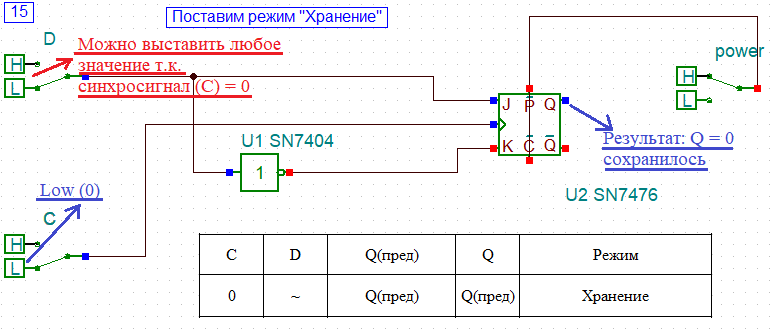 15
Поставим режим "Хранение"
D
H
L
Можно выставить любое
значение т.к.
синхросигнал (C) = 0
power
H
L
J P Q
K C Q
U1 SN7404
1
U2 SN7476
Результат: Q = 0
сохранилось
Low (0)
C
H
L
C D Q(пред) Q Режим
0 ~ Q(пред) Q(пред) Хранение